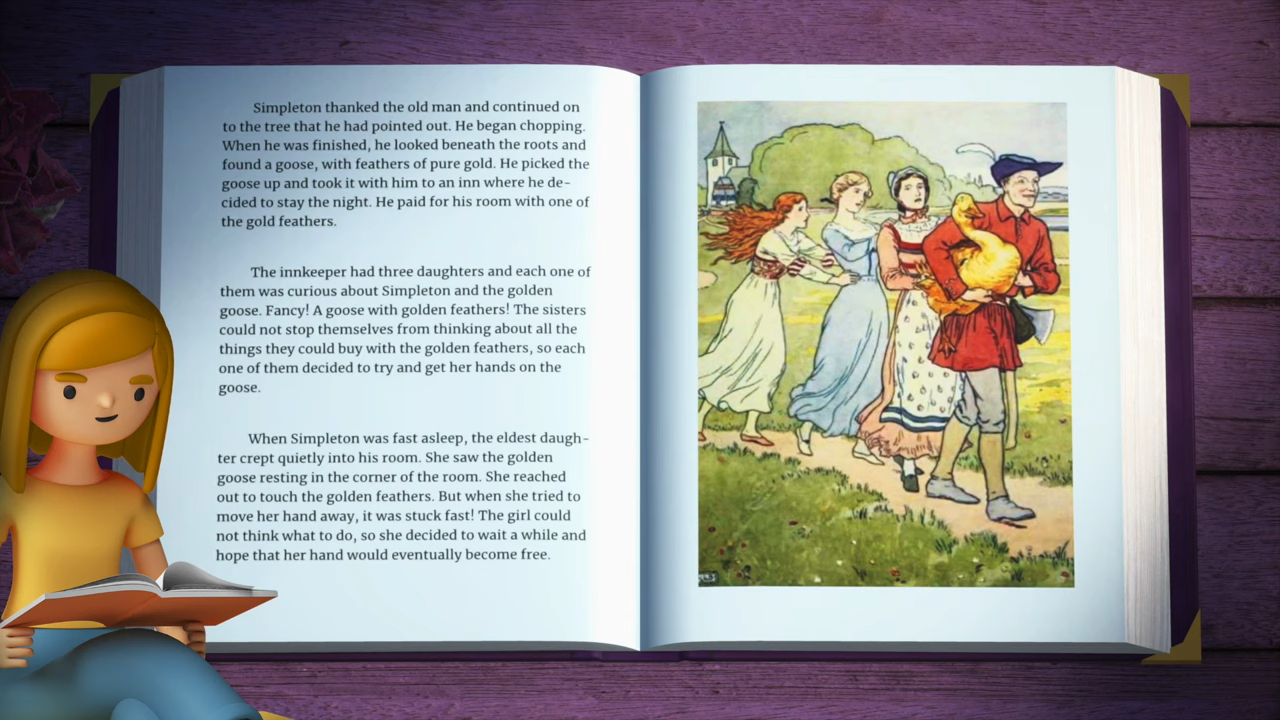 Simpleton thanked the old man and continued on
to the tree that he had pointed out. He began chopping.
When he was finished, he looked beneath the roots and
found a goose, with feathers of pure gold. He picked the
goose up and took it with him to an inn where he de-
cided to stay the night. He paid for his room with one of
the gold feathers.
The innkeeper had three daughters and each one of
them was curious about Simpleton and the golden
goose. Fancy! A goose with golden feathers! The sisters
could not stop themselves from thinking about all the
things they could buy with the golden feathers, so each
one of them decided to try and get her hands on the
goose.
When Simpleton was fast asleep, the eldest daugh-
ter crept quietly into his room. She saw the golden
goose resting in the corner of the room. She reached
out to touch the golden feathers. But when she tried to
move her hand away, it was stuck fast! The girl could
not think what to do, so she decided to wait a while and
hope that her hand would eventually become free.